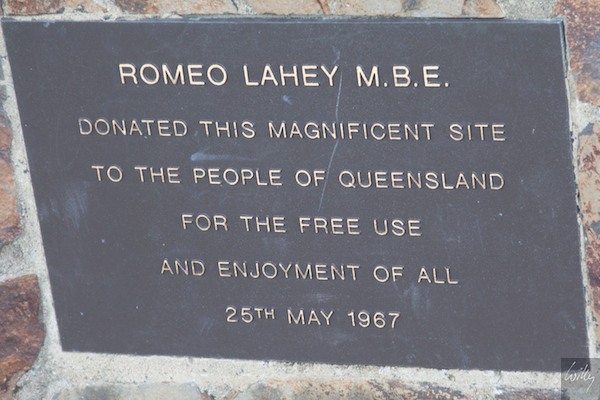 ROMEO LAHEY M.B.E.
DONATED THIS MAGNIFICENT SITE
TO THE PEOPLE OF QUEENSLAND
FOR THE FREE USE
AND ENJOYMENT OF ALL
25TH MAY 1967